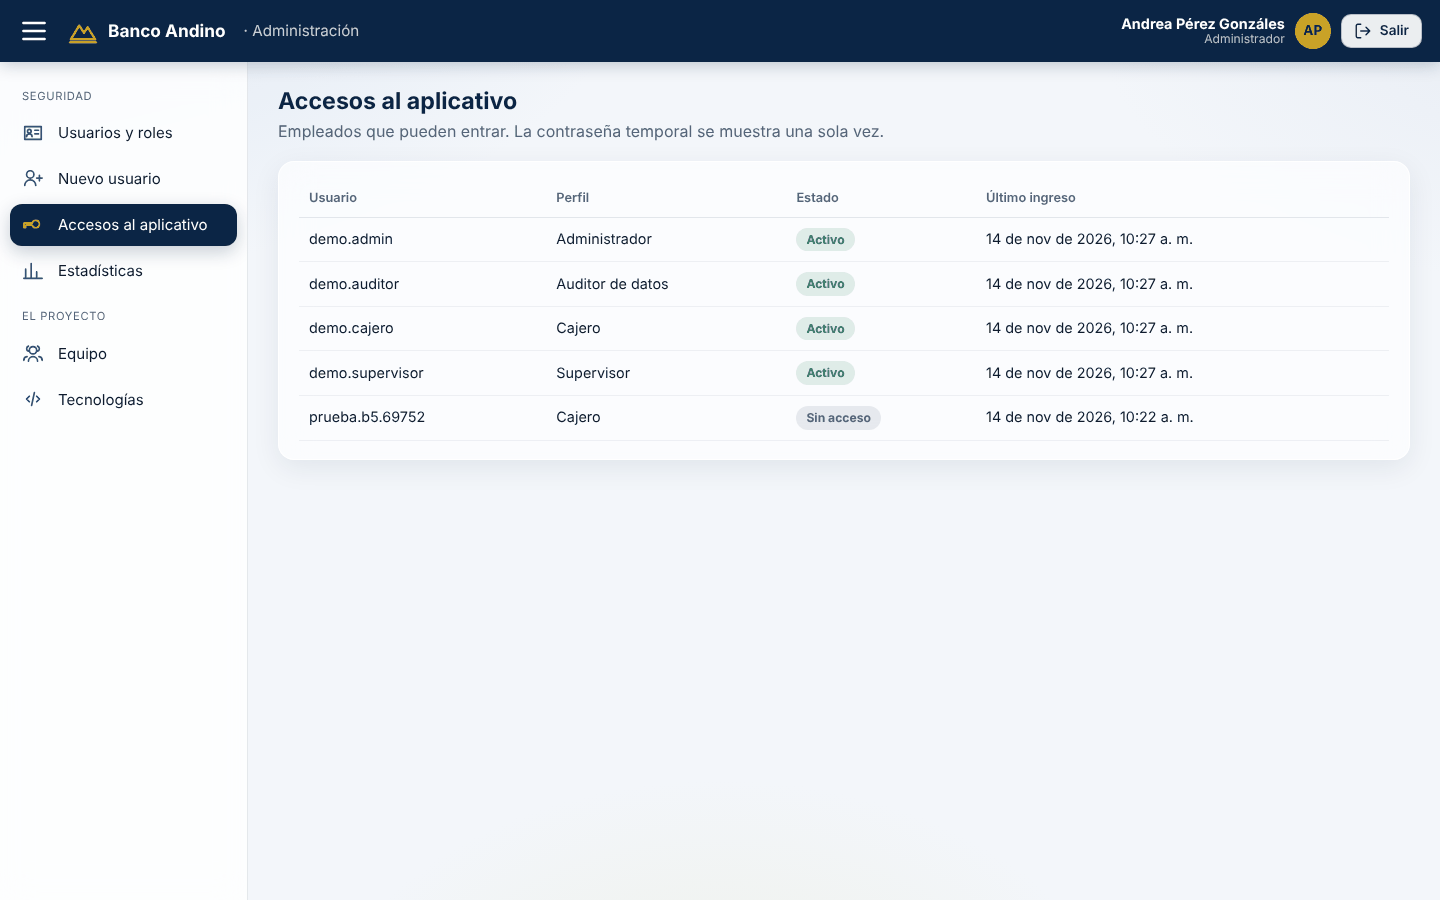 Banco Andino · Administración
Andrea Pérez Gonzáles
Administrador
AP
Salir
SEGURIDAD
Usuarios y roles
Nuevo usuario
Accesos al aplicativo
Estadísticas
EL PROYECTO
Equipo
Tecnologías
Accesos al aplicativo
Empleados que pueden entrar. La contraseña temporal se muestra una sola vez.
Usuario Perfil Estado Último ingreso
demo.admin Administrador Activo 14 de nov de 2026, 10:27 a. m.
demo.auditor Auditor de datos Activo 14 de nov de 2026, 10:27 a. m.
demo.cajero Cajero Activo 14 de nov de 2026, 10:27 a. m.
demo.supervisor Supervisor Activo 14 de nov de 2026, 10:27 a. m.
prueba.b5.69752 Cajero Sin acceso 14 de nov de 2026, 10:22 a. m.